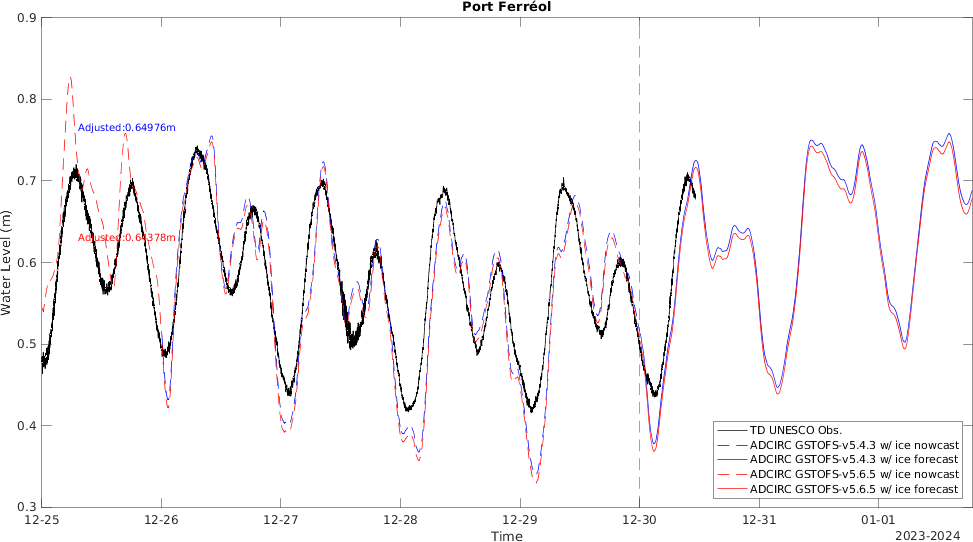 Port Ferréol
Water Level (m)
0.9
0.8
0.7
0.6
0.5
0.4
0.3
Adjusted:0.64976m
Adjusted:0.64378m
TD UNESCO Obs.
ADCIRC GSTOFS-v5.4.3 w/ ice nowcast
ADCIRC GSTOFS-v5.4.3 w/ ice forecast
ADCIRC GSTOFS-v5.6.5 w/ ice nowcast
ADCIRC GSTOFS-v5.6.5 w/ ice forecast
12-25 12-26 12-27 12-28 12-29 12-30 12-31 01-01
Time
2023-2024